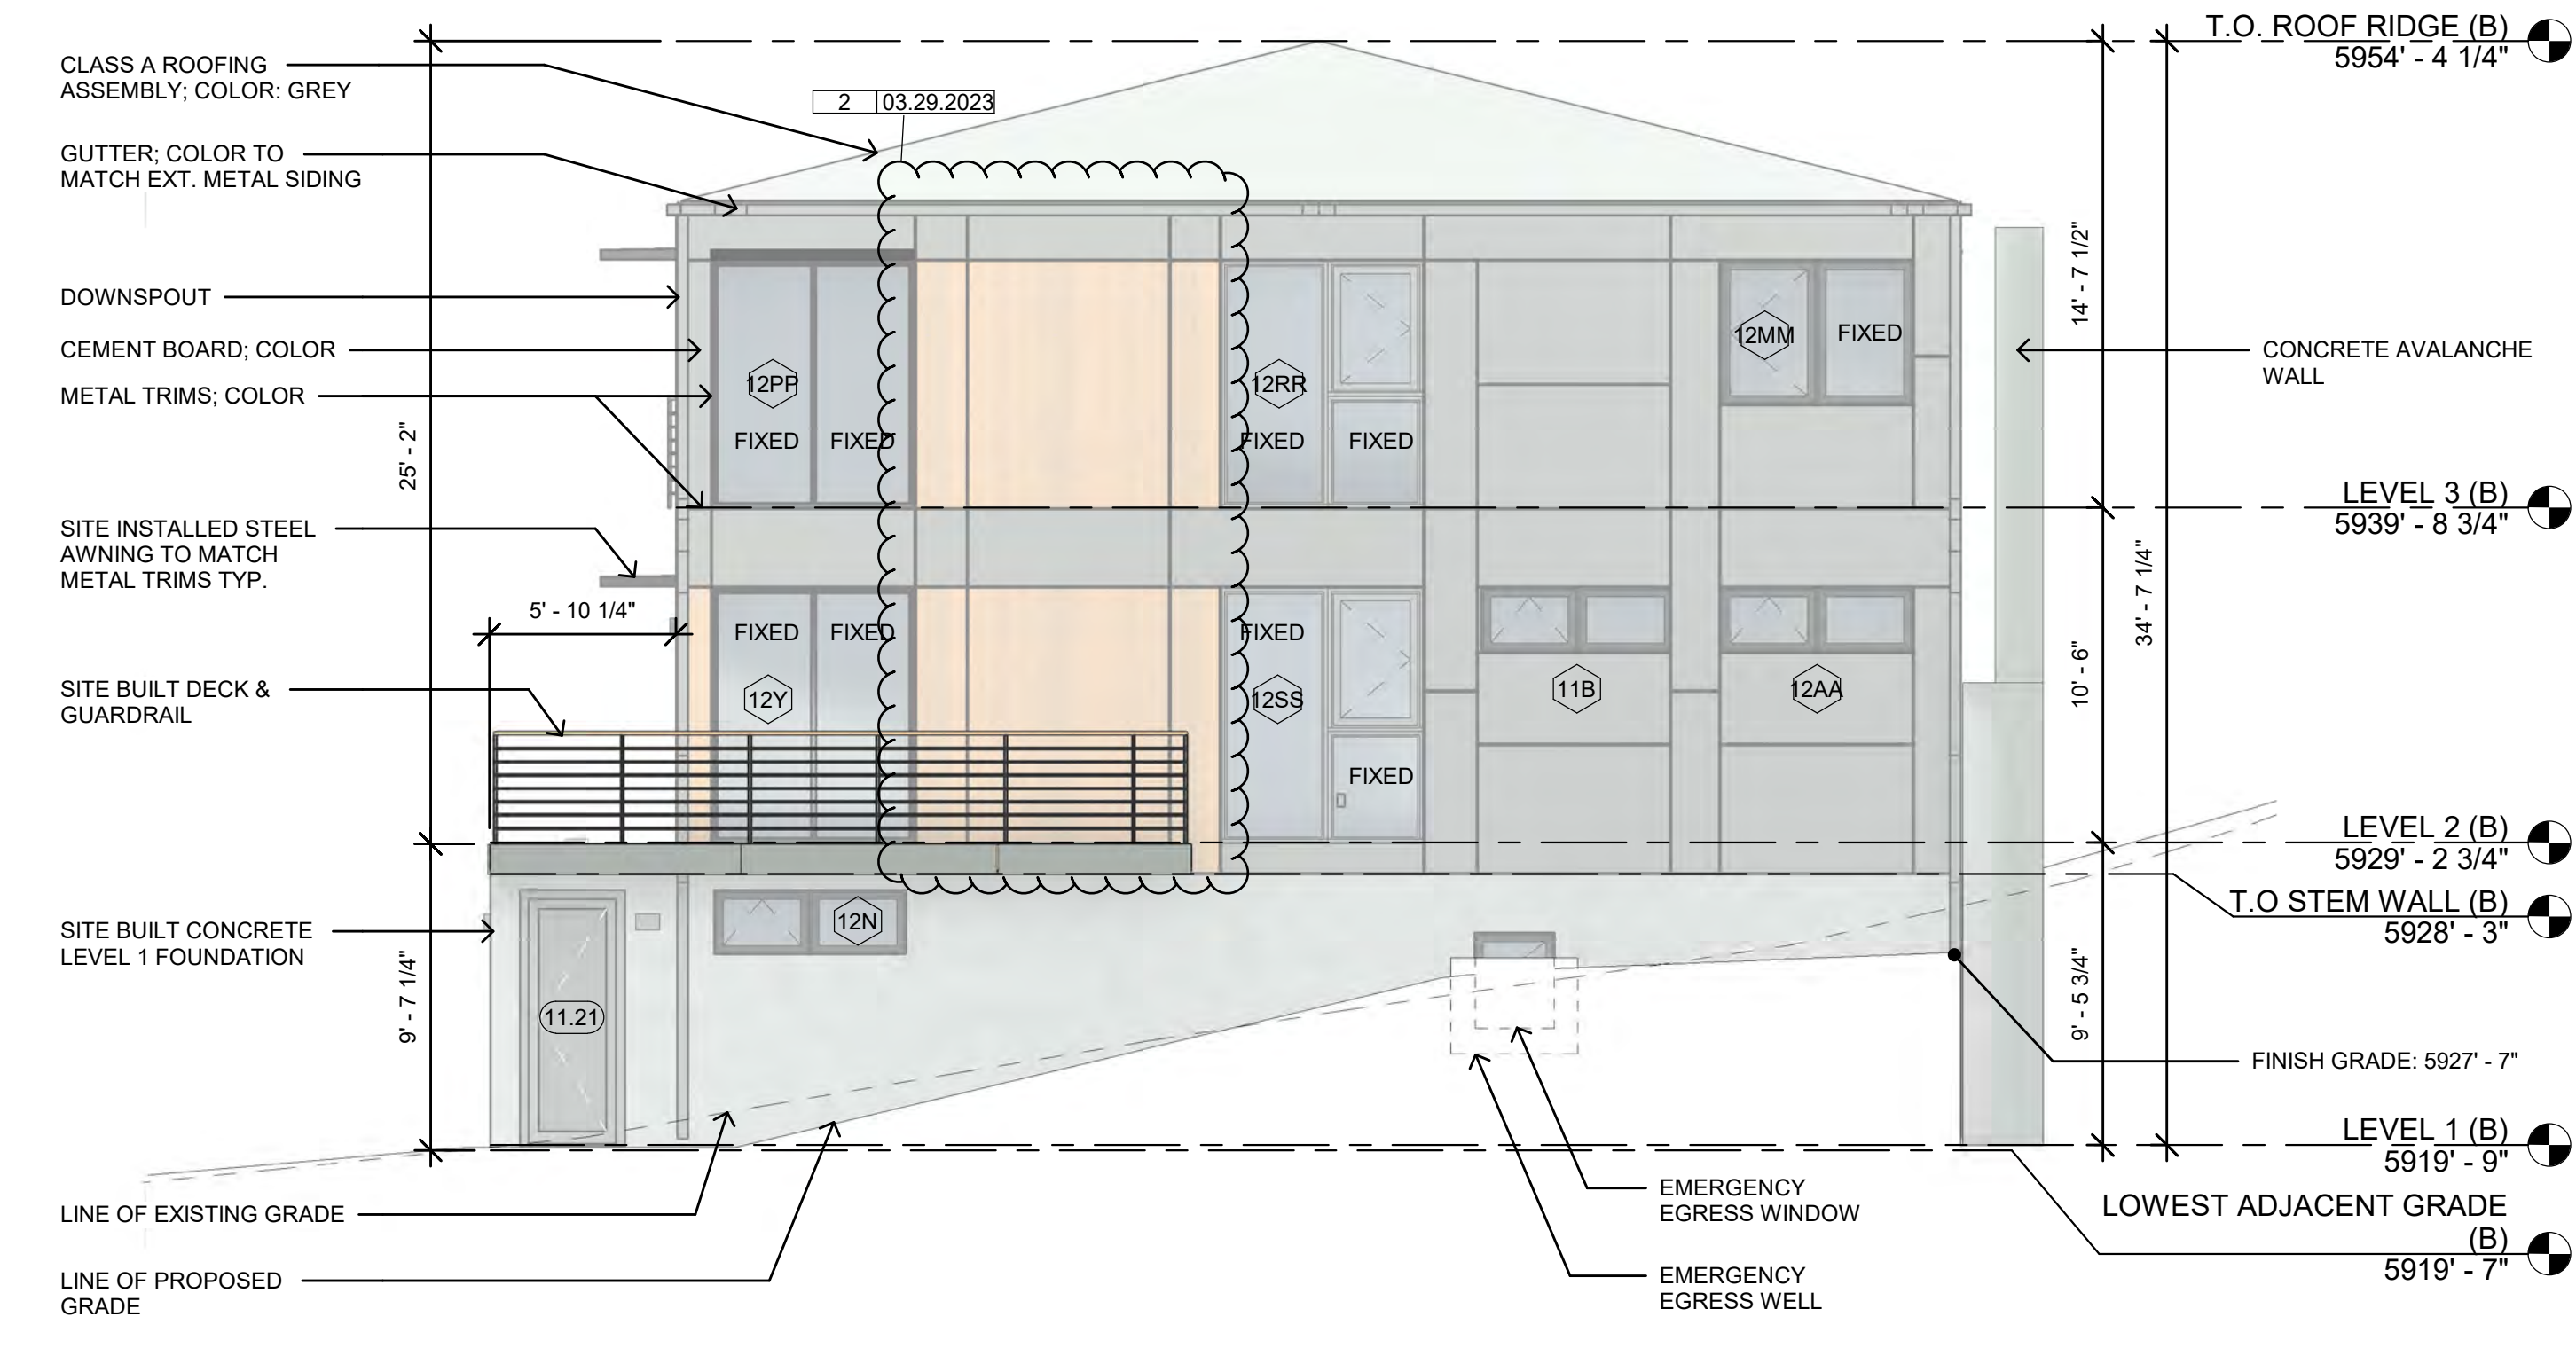 CLASS A ROOFING
ASSEMBLY; COLOR: GREY
GUTTER; COLOR TO
MATCH EXT. METAL SIDING
DOWNSPOUT
CEMENT BOARD; COLOR
METAL TRIMS; COLOR
SITE INSTALLED STEEL
AWNING TO MATCH
METAL TRIMS TYP.
SITE BUILT DECK &
GUARDRAIL
SITE BUILT CONCRETE
LEVEL 1 FOUNDATION
LINE OF EXISTING GRADE
LINE OF PROPOSED
GRADE
25' - 2"
9' - 7 1/4"
5' - 10 1/4"
2 03.29.2023
12PP
FIXED FIXED
12RR
FIXED FIXED
12MM FIXED
FIXED FIXED
12Y
FIXED
12SS
FIXED
11B
12AA
12N
11.21
EMERGENCY
EGRESS WINDOW
EMERGENCY
EGRESS WELL
14' - 7 1/2"
10' - 6"
9' - 5 3/4"
34' - 7 1/4"
T.O. ROOF RIDGE (B)
5954' - 4 1/4"
CONCRETE AVALANCHE
WALL
LEVEL 3 (B)
5939' - 8 3/4"
LEVEL 2 (B)
5929' - 2 3/4"
T.O STEM WALL (B)
5928' - 3"
FINISH GRADE: 5927' - 7"
LEVEL 1 (B)
5919' - 9"
LOWEST ADJACENT GRADE
(B)
5919' - 7"